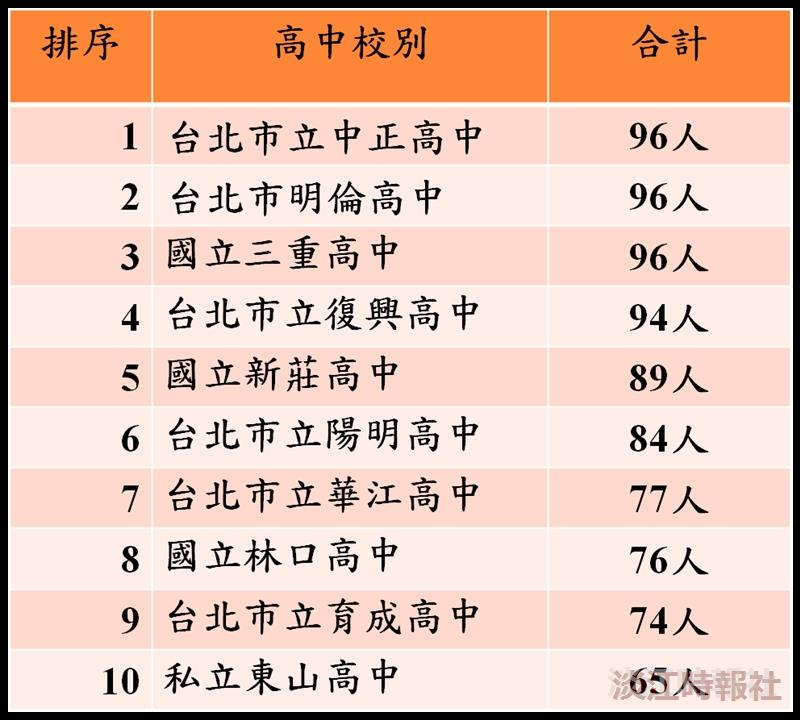 排序 高中校別 合計
1 台北市立中正高中 96人
2 台北市明倫高中 96人
3 國立三重高中 96人
4 台北市立復興高中 94人
5 國立新莊高中 89人
6 台北市立陽明高中 84人
7 台北市立華江高中 77人
8 國立林口高中 76人
9 台北市立育成高中 74人
10 私立東山高中 65人
淡江時報社